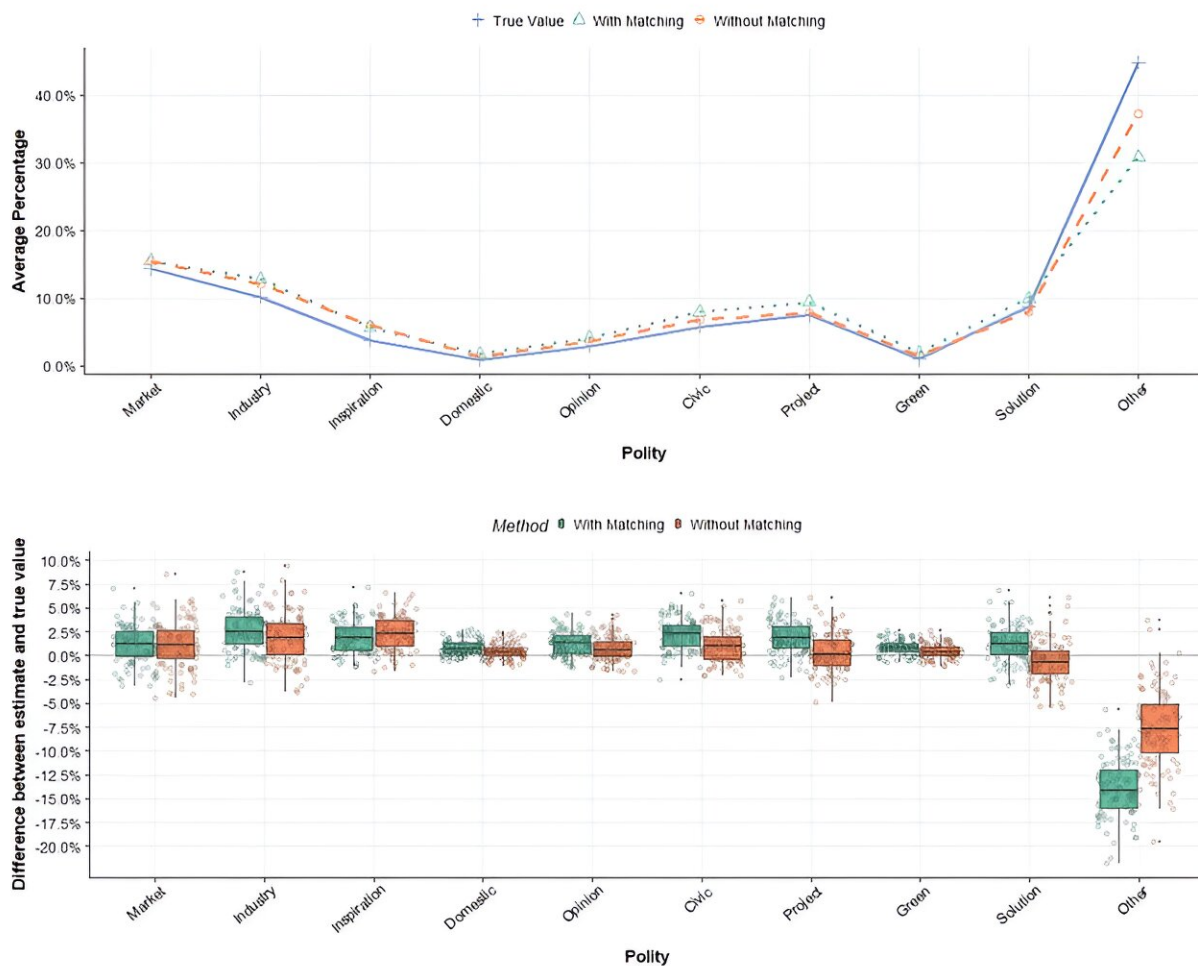 True Value With Matching Without Matching
Average Percentage
40.0%
30.0%
20.0%
10.0%
0.0%
Market Industry Inspiration Domestic Opinion Civic Project Green Solution Other
Polity
Method With Matching Without Matching
Difference between estimate and true value
10.0%
7.5%
5.0%
2.5%
0.0%
-2.5%
-5.0%
-7.5%
-10.0%
-12.5%
-15.0%
-17.5%
-20.0%
Market Industry Inspiration Domestic Opinion Civic Project Green Solution Other
Polity